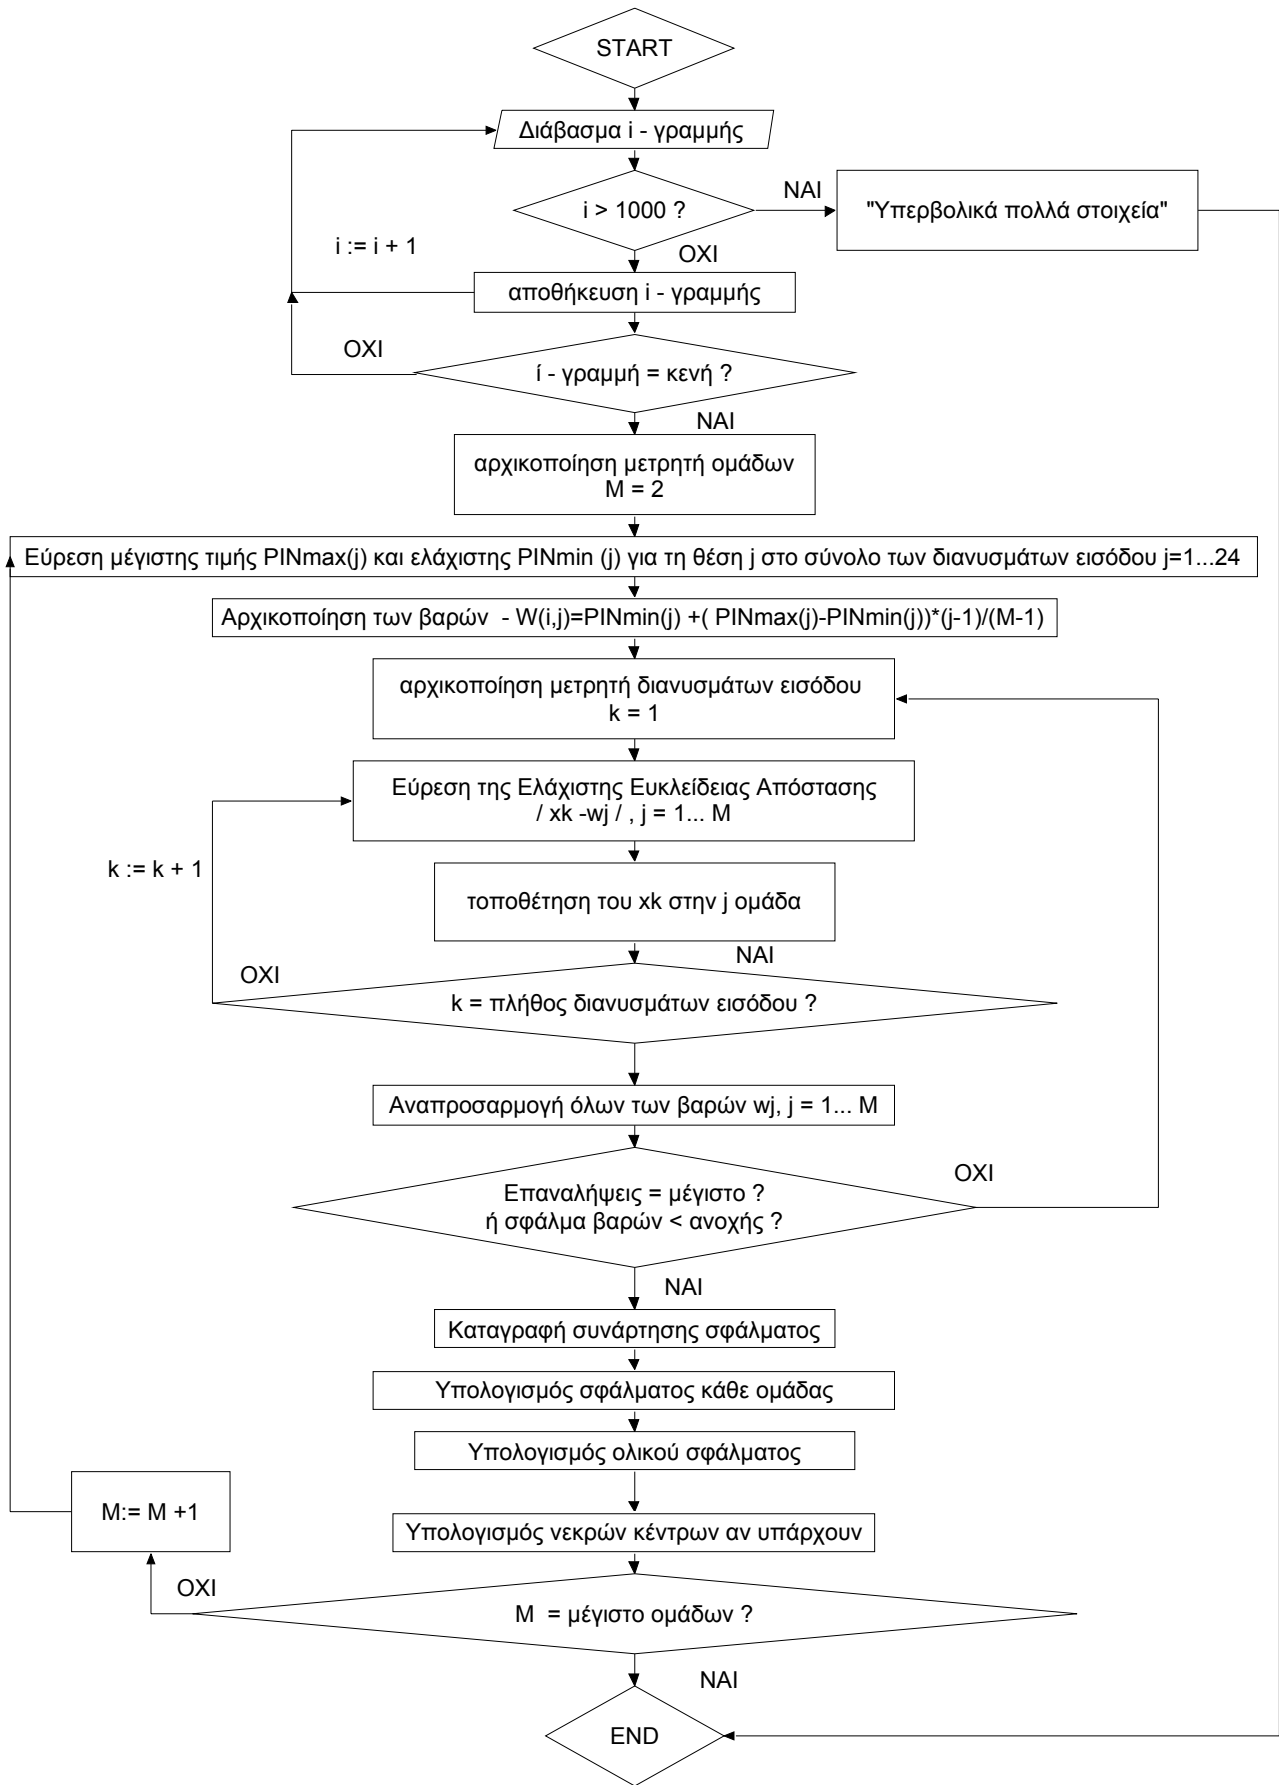 START
Διάβασμα i - γραμμής
i > 1000 ?
ΝΑΙ
"Υπερβολικά πολλά στοιχεία"
i := i + 1
ΟΧΙ
αποθήκευση i - γραμμής
ΟΧΙ
ί - γραμμή = κενή ?
ΝΑΙ
αρχικοποίηση μετρητή ομάδων
M = 2
Εύρεση μέγιστης τιμής PINmax(j) και ελάχιστης PINmin (j) για τη θέση j στο σύνολο των διανυσμάτων εισόδου j=1...24
Αρχικοποίηση των βαρών - W(i,j)=PINmin(j) +( PINmax(j)-PINmin(j))*(j-1)/(M-1)
αρχικοποίηση μετρητή διανυσμάτων εισόδου
k = 1
Εύρεση της Ελάχιστης Ευκλείδειας Απόστασης
/ xk -wj / , j = 1... M
k := k + 1
τοποθέτηση του xk στην j ομάδα
ΝΑΙ
ΟΧΙ
k = πλήθος διανυσμάτων εισόδου ?
Αναπροσαρμογή όλων των βαρών wj, j = 1... M
ΟΧΙ
Επαναλήψεις = μέγιστο ?
ή σφάλμα βαρών < ανοχής ?
ΝΑΙ
Καταγραφή συνάρτησης σφάλματος
Υπολογισμός σφάλματος κάθε ομάδας
Υπολογισμός ολικού σφάλματος
M:= M +1
Υπολογισμός νεκρών κέντρων αν υπάρχουν
ΟΧΙ
M = μέγιστο ομάδων ?
ΝΑΙ
END